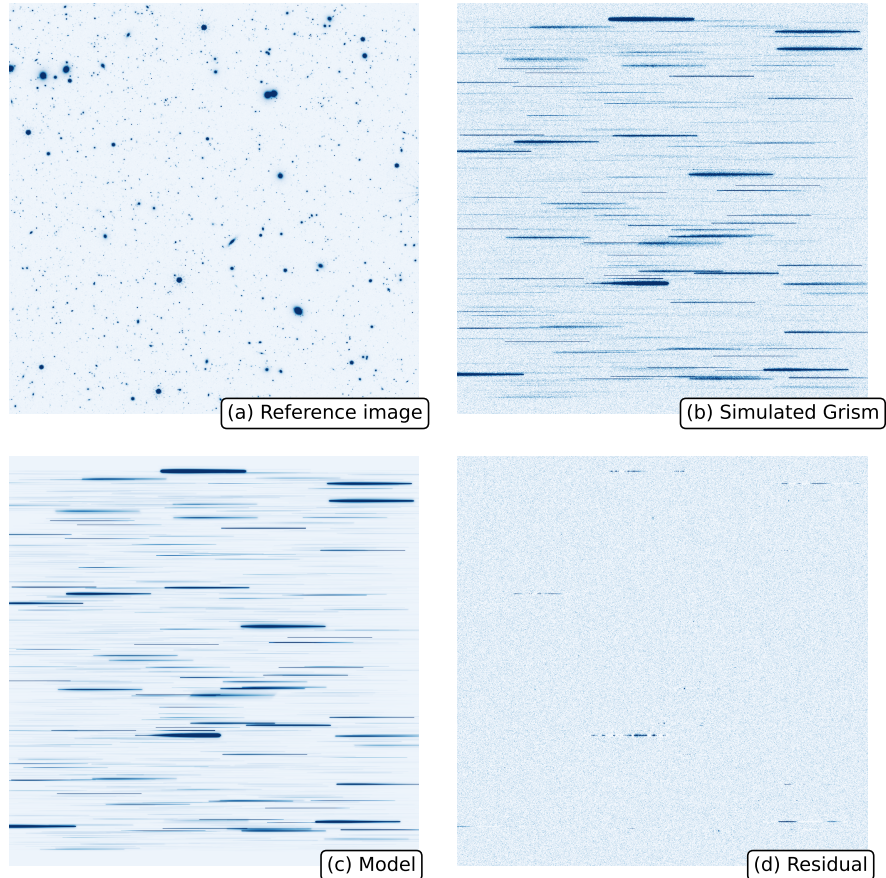 (a) Reference image
(b) Simulated Grism
(c) Model
(d) Residual